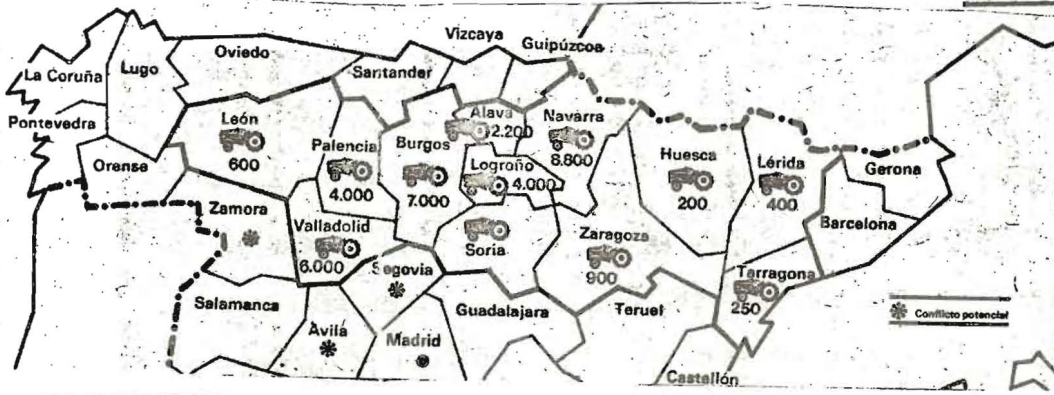 Vizcaya
Guipúzcoa
Oviedo
Santander
La Coruña
Lugo
Pontevedra
Orense
León
600
Palencia
4.000
Burgos
7.000
Alava
2.200
Navarra
8.800
Logroño
4.000
Huesca
200
Lérida
400
Gerona
Barcelona
Zamora
Valladolid
6.000
Soria
Zaragoza
900
Tarragona
250
Salamanca
Segovia
Avilá
Madrid
Guadalajara
Teruel
Castellón
Conflicto potencial